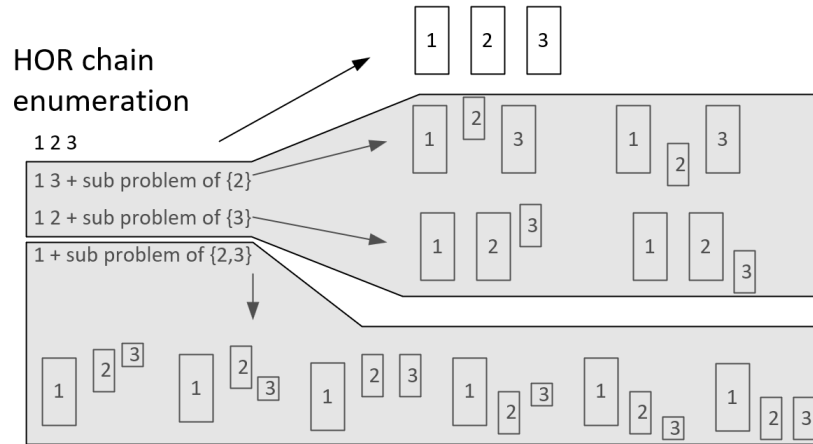 1 2 3
HOR chain
enumeration
1 2 3
1 3 + sub problem of {2}
1 2 + sub problem of {3}
1 + sub problem of {2,3}
1 2 3 1 2 3
1 2 3 1 2 3
1 2 3 1 2 3 1 2 3 1 2 3 1 2 3 1 2 3